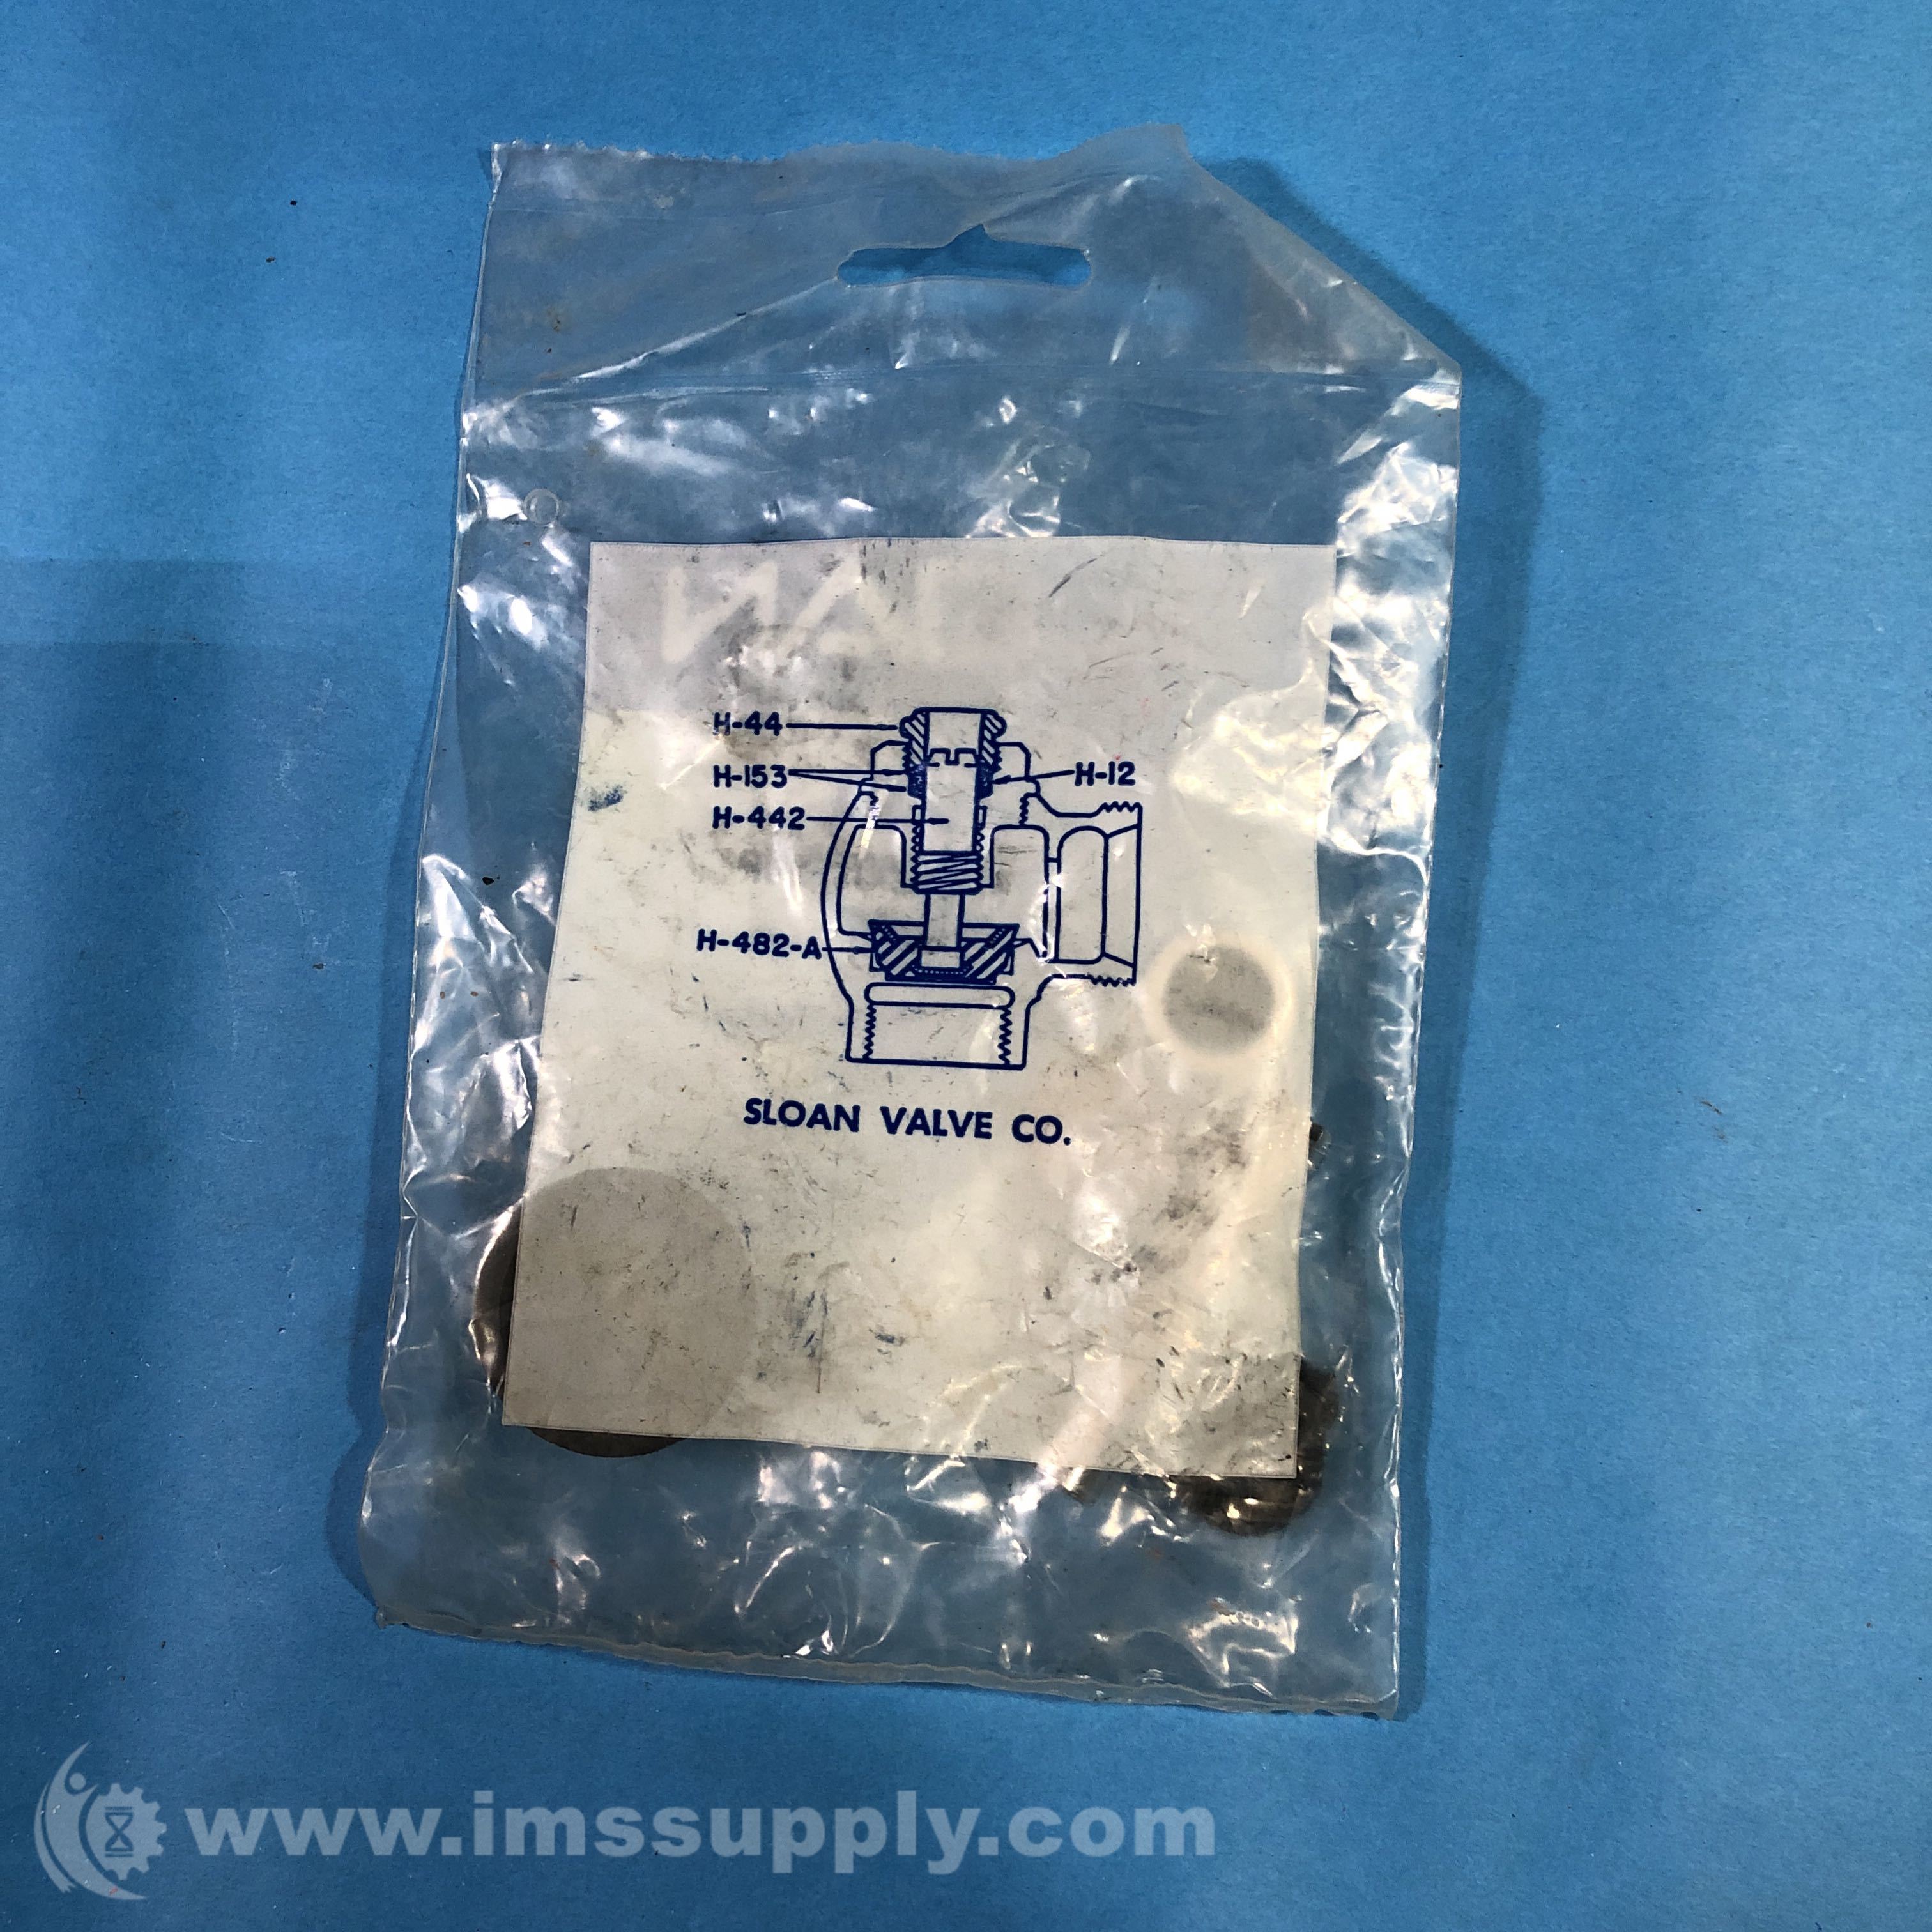 H-44
H-153
H-12
H-442
H-482-A
SLOAN VALVE CO.
www.imssupply.com